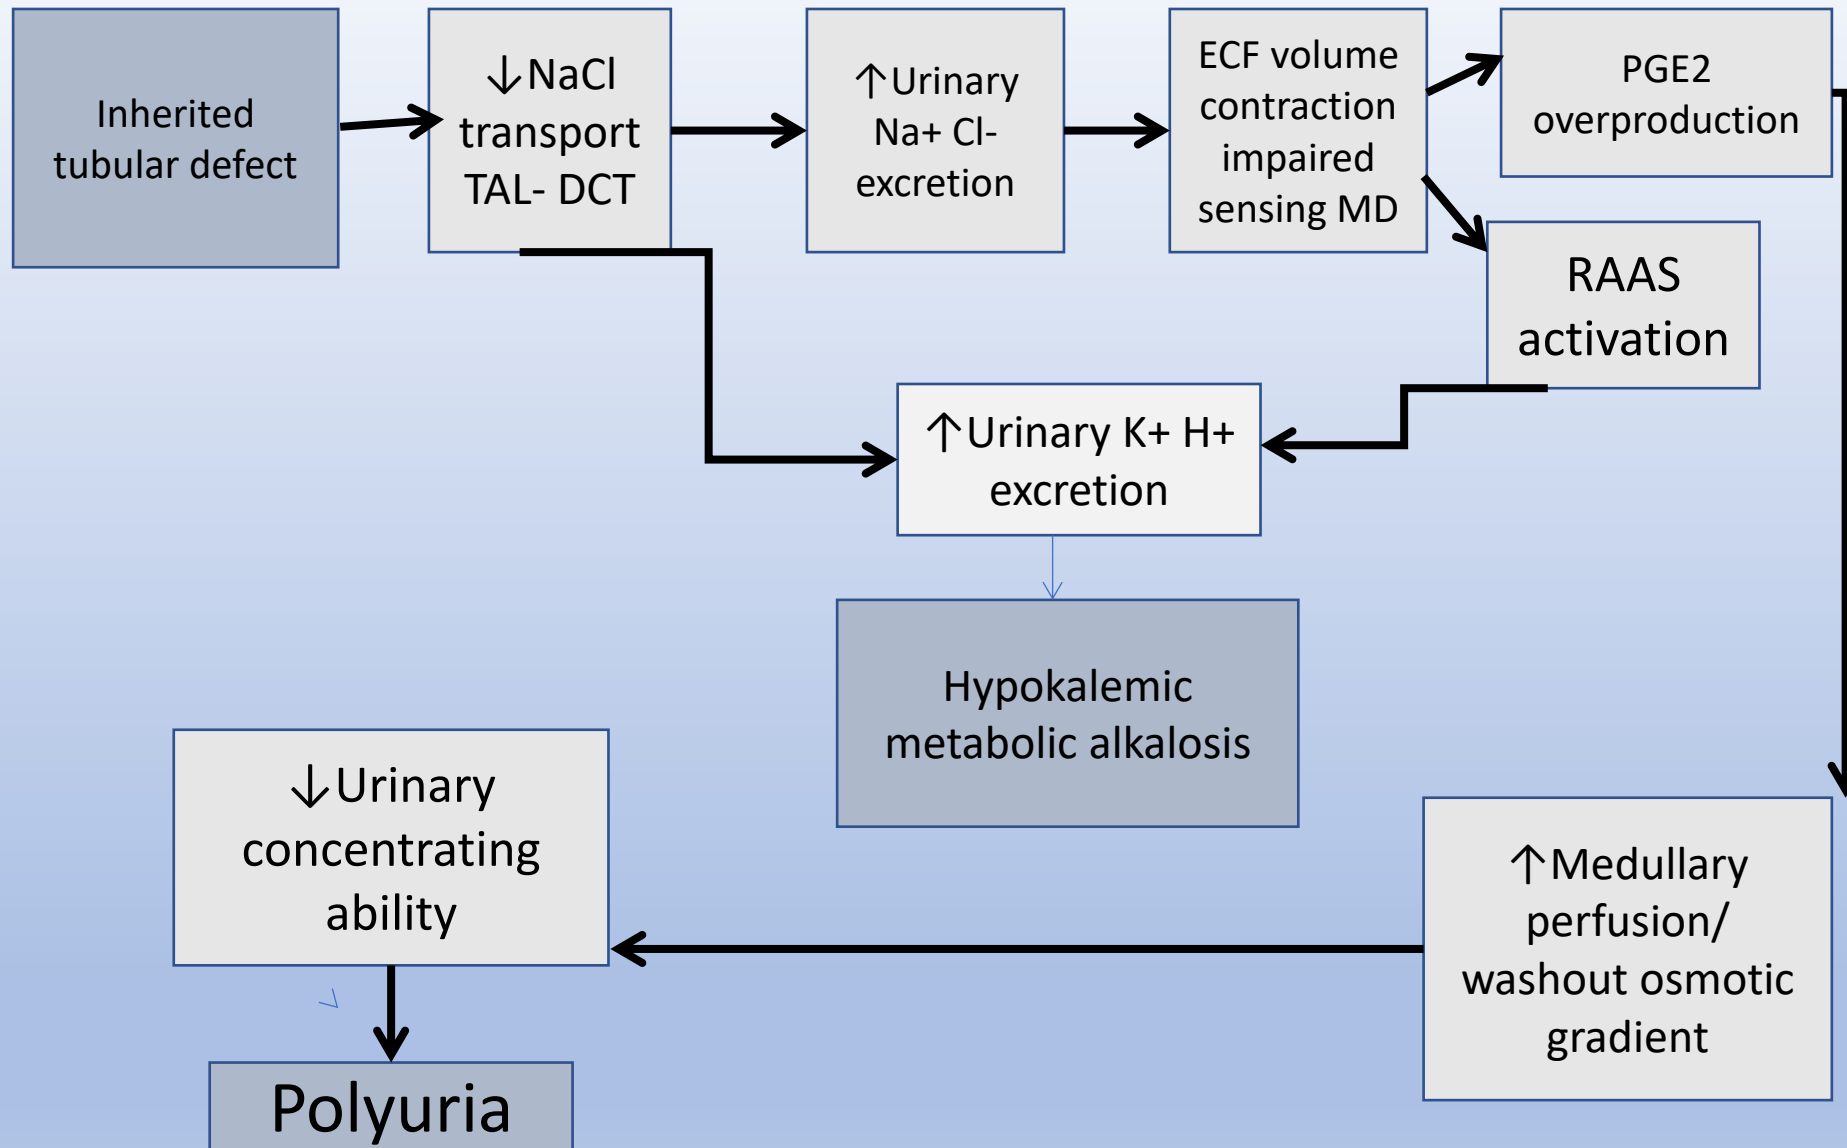 Inherited
tubular defect
↓NaCl
transport
TAL- DCT
↑Urinary
Na+ Cl-
excretion
ECF volume
contraction
impaired
sensing MD
PGE2
overproduction
RAAS
activation
↑Urinary K+ H+
excretion
Hypokalemic
metabolic alkalosis
↓Urinary
concentrating
ability
↑Medullary
perfusion/
washout osmotic
gradient
Polyuria